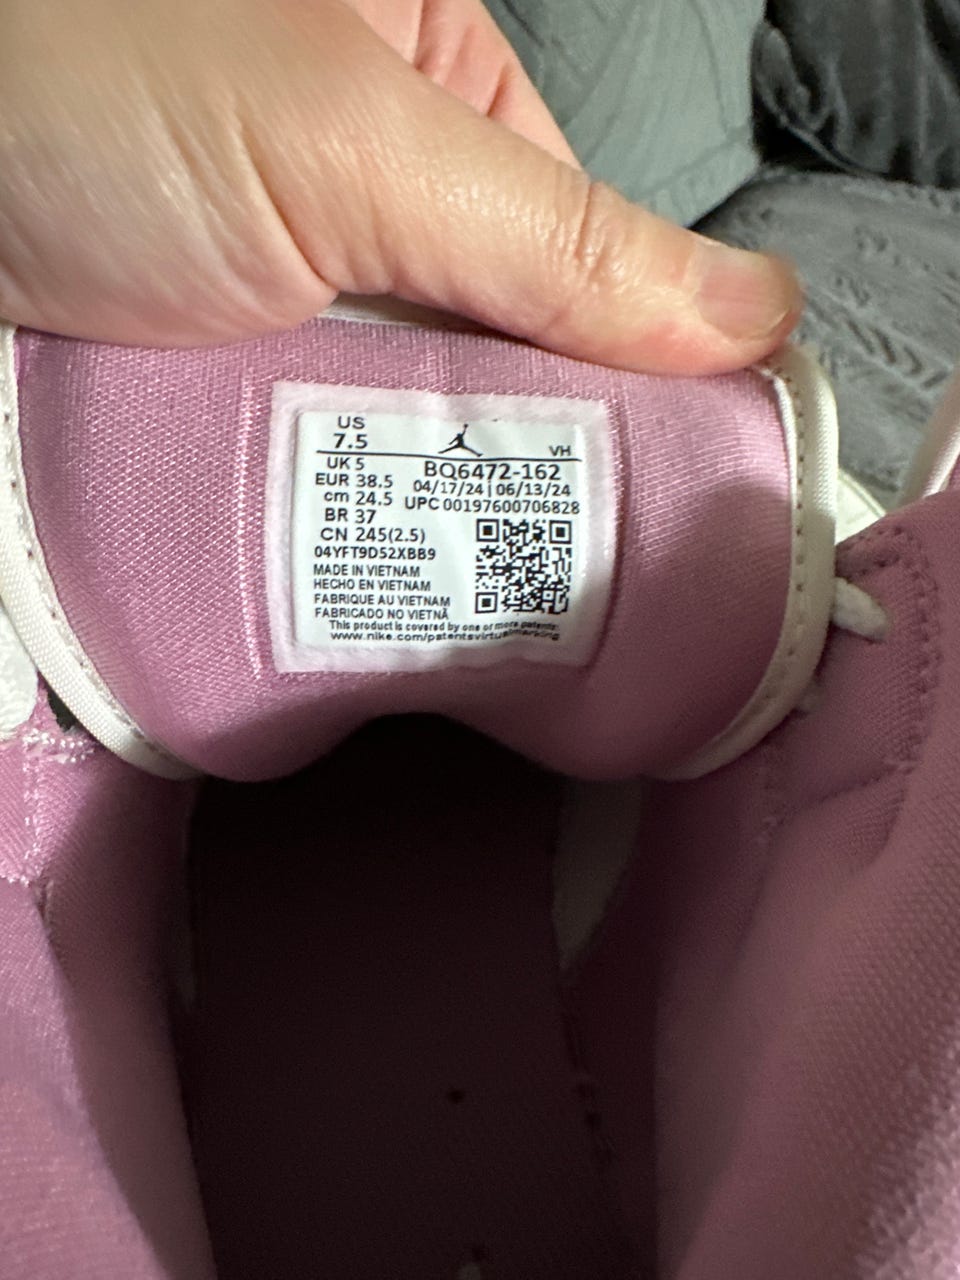 US
7.5
VH
UK 5
BQ6472-162
EUR 38.5
04/17/24 | 06/13/24
cm 24.5
UPC 00197600706828
BR 37
CN 245(2.5)
04YFT9D52XBB9
MADE IN VIETNAM
HECHO EN VIETNAM
FABRIQUE AU VIETNAM
FABRICADO NO VIETNÃ
This product is covered by one or more patents:
www.nike.com/patentsvirtualmarking